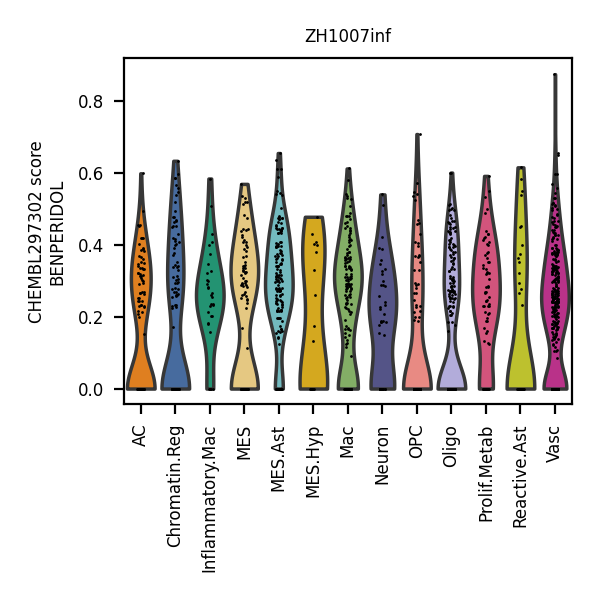 ZH1007inf
CHEMBL297302 score
BENPERIDOL
0.8
0.6
0.4
0.2
0.0
AC
Chromatin.Reg
Inflammatory.Mac
MES
MES.Ast
MES.Hyp
Mac
Neuron
OPC
Oligo
Prolif.Metab
Reactive.Ast
Vasc